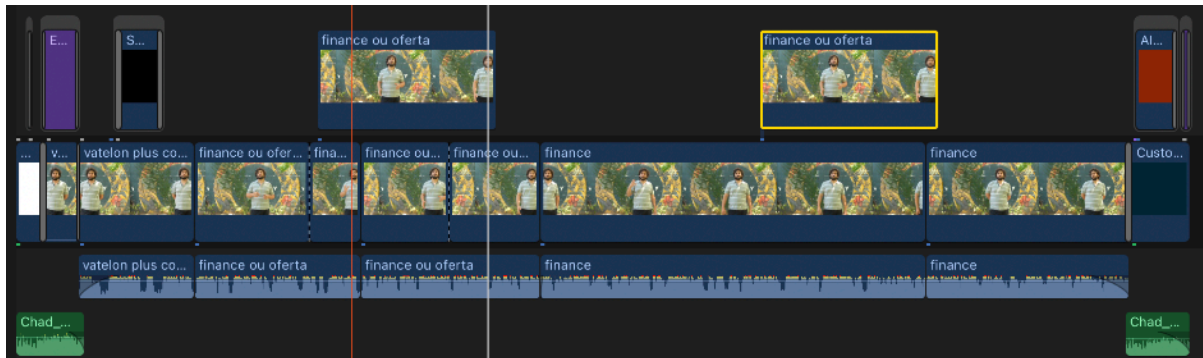 E...
S...
finance ou oferta
finance ou oferta
Al...
...
v...
vatelon plus co...
finance ou ofer...
fina...
finance ou...
finance ou...
finance
finance
Custo...
vatelon plus co...
finance ou oferta
finance ou oferta
finance
finance
Chad_...
Chad_...